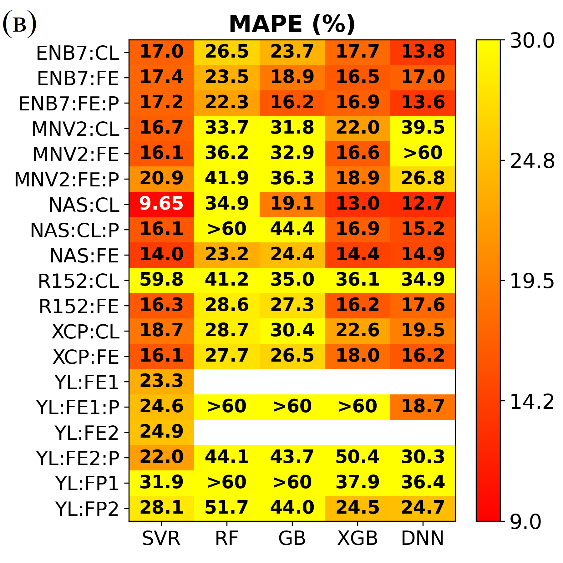 (в)
MAPE (%)
ENB7:CL 17.0 26.5 23.7 17.7 13.8
ENB7:FE 17.4 23.5 18.9 16.5 17.0
ENB7:FE:P 17.2 22.3 16.2 16.9 13.6
MNV2:CL 16.7 33.7 31.8 22.0 39.5
MNV2:FE 16.1 36.2 32.9 16.6 >60
MNV2:FE:P 20.9 41.9 36.3 18.9 26.8
NAS:CL 9.65 34.9 19.1 13.0 12.7
NAS:CL:P 16.1 >60 44.4 16.9 15.2
NAS:FE 14.0 23.2 24.4 14.4 14.9
R152:CL 59.8 41.2 35.0 36.1 34.9
R152:FE 16.3 28.6 27.3 16.2 17.6
XCP:CL 18.7 28.7 30.4 22.6 19.5
XCP:FE 16.1 27.7 26.5 18.0 16.2
YL:FE1 23.3
YL:FE1:P 24.6 >60 >60 >60 18.7
YL:FE2 24.9
YL:FE2:P 22.0 44.1 43.7 50.4 30.3
YL:FP1 31.9 >60 >60 37.9 36.4
YL:FP2 28.1 51.7 44.0 24.5 24.7
SVR RF GB XGB DNN
30.0
24.8
19.5
14.2
9.0